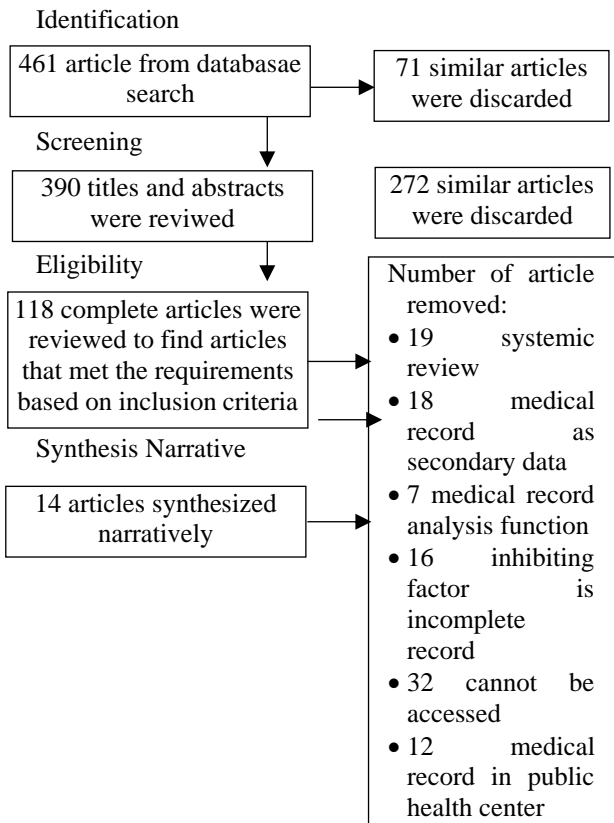 Identification
461 article from databasae
search
71 similar articles
were discarded
Screening
390 titles and abstracts
were reviwed
272 similar articles
were discarded
Eligibility
118 complete articles were
reviewed to find articles
that met the requirements
based on inclusion criteria
Number of article
removed:
• 19 systemic
review
• 18 medical
record as
secondary data
• 7 medical record
analysis function
• 16 inhibiting
factor is
incomplete
record
• 32 cannot be
accessed
• 12 medical
record in public
health center
Synthesis Narrative
14 articles synthesized
narratively